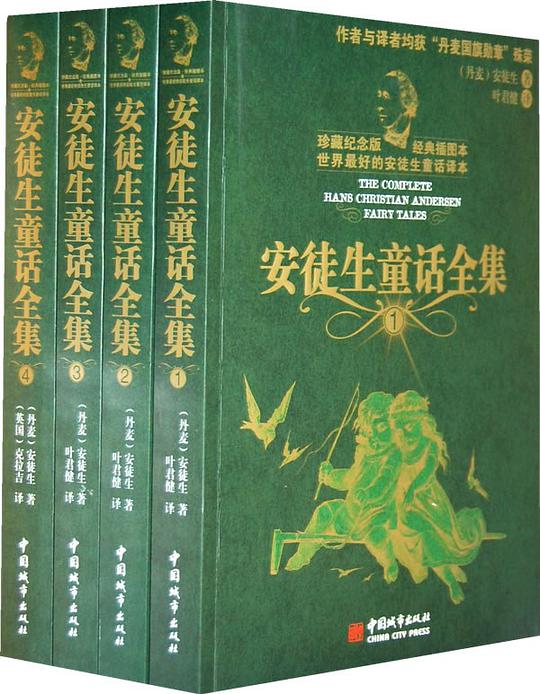 安徒生童话全集
4
(丹麦)安徒生 著
(英国)克拉吉 译
中国城市出版社
安徒生童话全集
3
(丹麦)安徒生 著
叶君健 译
中国城市出版社
安徒生童话全集
2
(丹麦)安徒生 著
叶君健 译
中国城市出版社
安徒生童话全集
1
(丹麦)安徒生 著
叶君健 译
中国城市出版社
作者与译者均获“丹麦国旗勋章”殊荣
(丹麦)安徒生 著
叶君健 译
珍藏纪念版 经典插图本
世界最好的安徒生童话译本
THE COMPLETE
HANS CHRISTIAN ANDERSEN
FAIRY TALES
安徒生童话全集
1
中国城市出版社
CHINA CITY PRESS